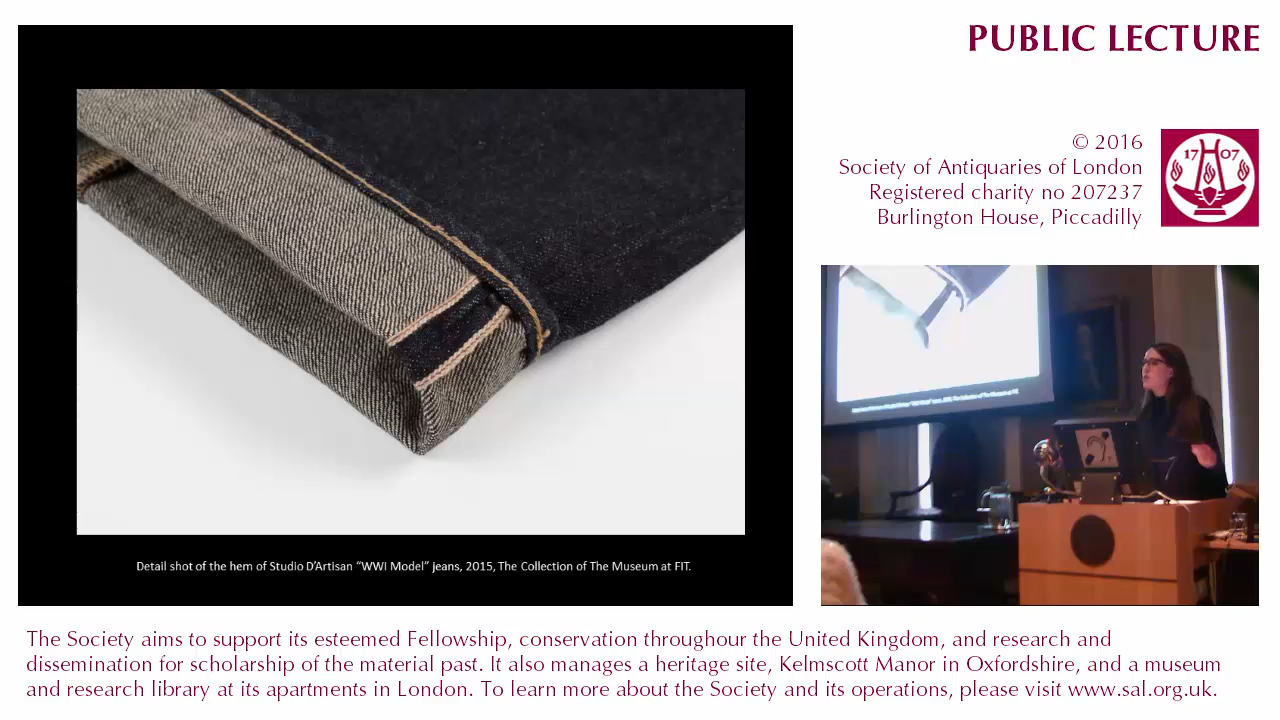 PUBLIC LECTURE
© 2016
Society of Antiquaries of London
Registered charity no 207237
Burlington House, Piccadilly
17 07
Detail shot of the hem of Studio D'Artisan “WWI Model” jeans, 2015, The Collection of The Museum at FIT.
The Society aims to support its esteemed Fellowship, conservation throughour the United Kingdom, and research and
dissemination for scholarship of the material past. It also manages a heritage site, Kelmscott Manor in Oxfordshire, and a museum
and research library at its apartments in London. To learn more about the Society and its operations, please visit www.sal.org.uk.